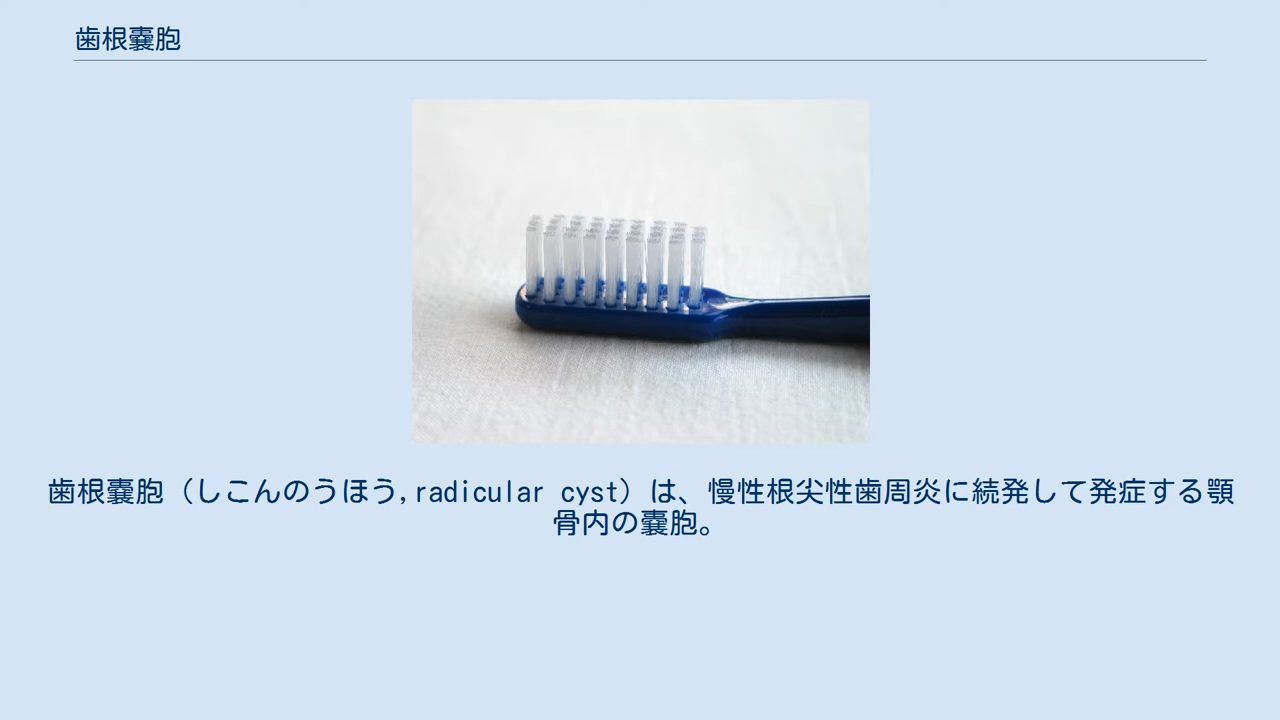 歯根嚢胞
歯根嚢胞（しこんのうほう,radicular cyst）は、慢性根尖性歯周炎に続発して発症する顎
骨内の嚢胞。